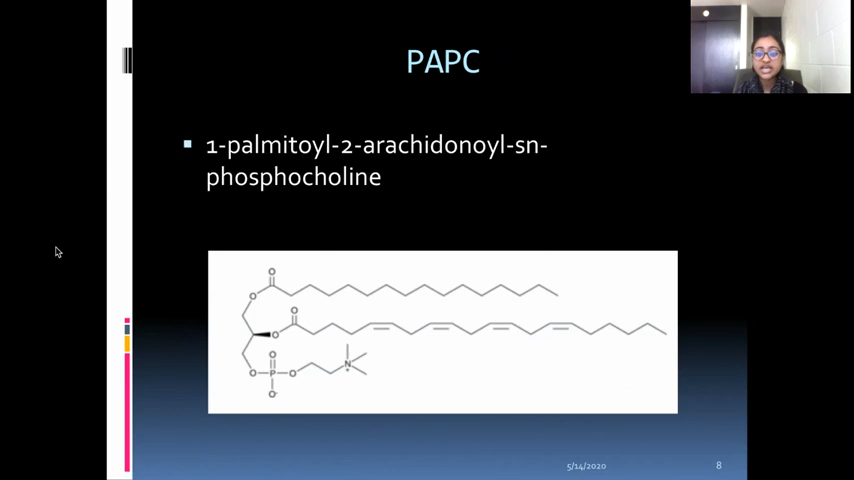 PAPC
1-palmitoyl-2-arachidonoyl-sn-
phosphocholine
O
O
O
O
O
O P O N
+
O-
5/14/2020
8